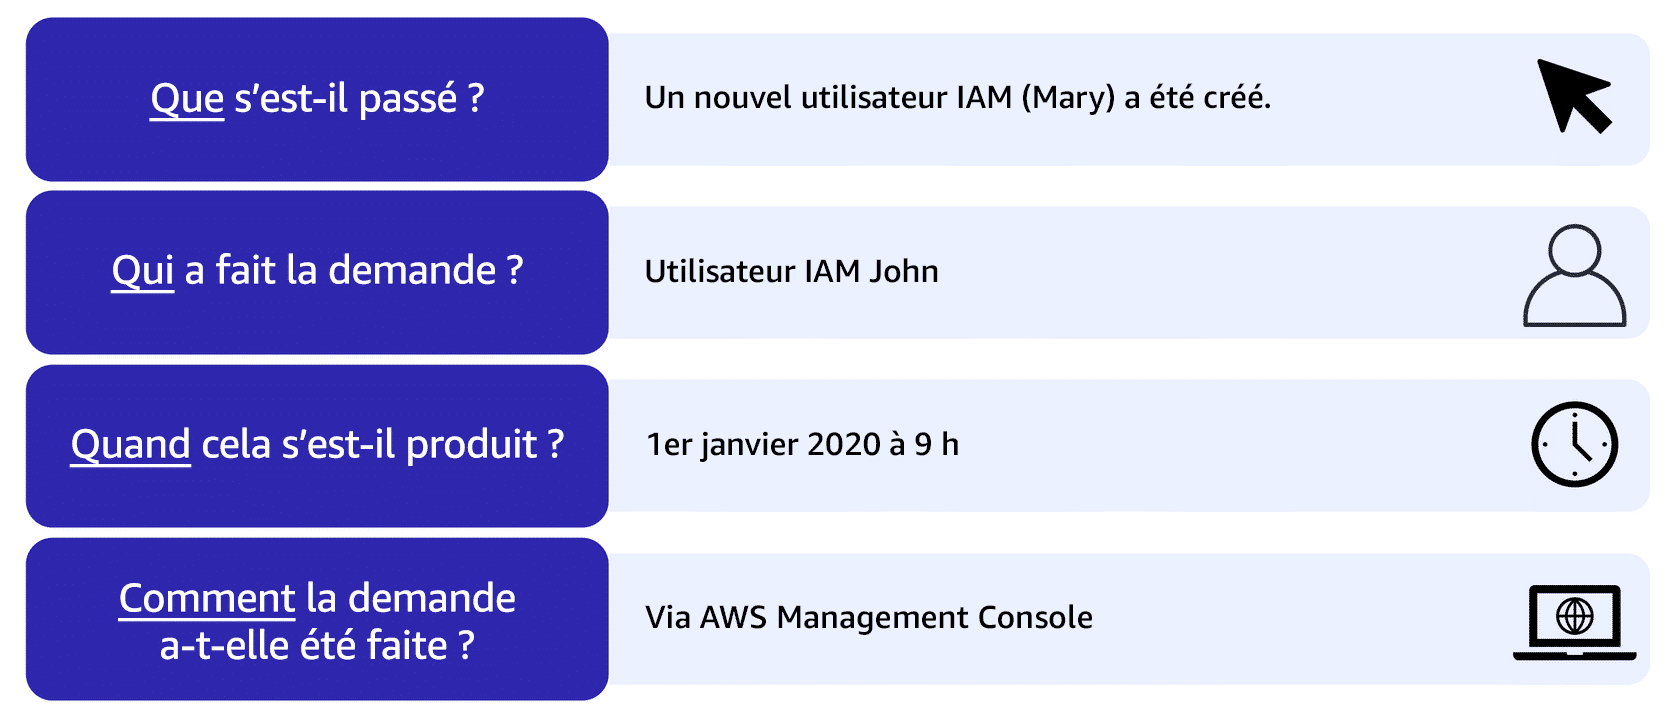 Que s’est-il passé ?
Un nouvel utilisateur IAM (Mary) a été créé.
Qui a fait la demande ?
Utilisateur IAM John
Quand cela s’est-il produit ?
1er janvier 2020 à 9 h
Comment la demande
a-t-elle été faite ?
Via AWS Management Console